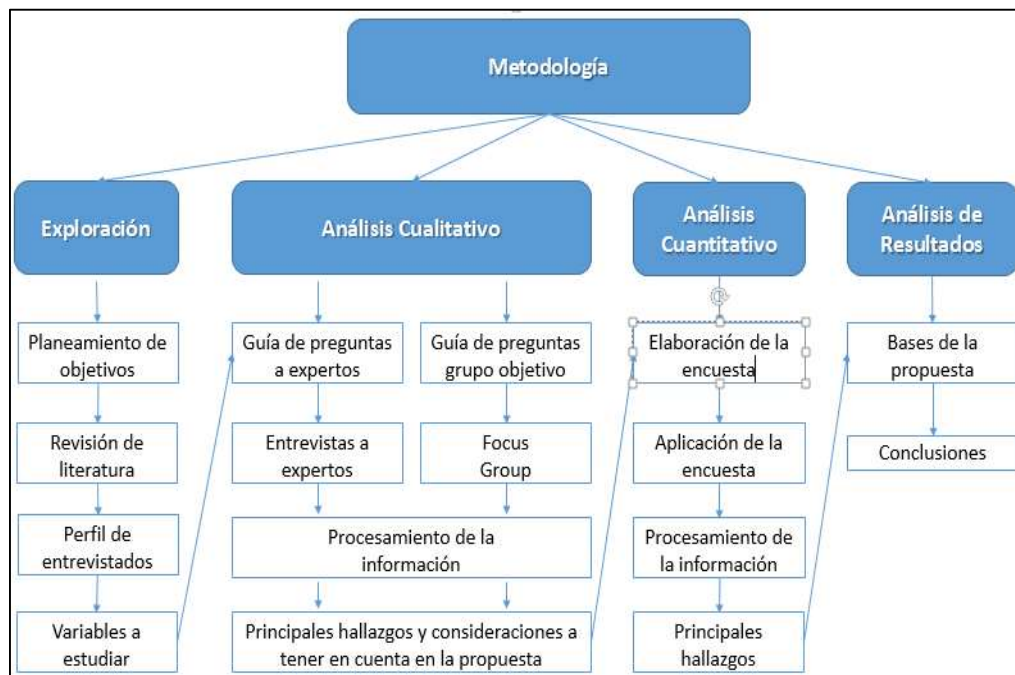 Metodología
Exploración
Análisis Cualitativo
Análisis
Cuantitativo
Análisis de
Resultados
Planeamiento de
objetivos
Revisión de
literatura
Perfil de
entrevistados
Variables a
estudiar
Guía de preguntas
a expertos
Entrevistas a
expertos
Guía de preguntas
grupo objetivo
Focus
Group
Procesamiento de la
información
Principales hallazgos y consideraciones a
tener en cuenta en la propuesta
Elaboración de la
encuesta
Aplicación de la
encuesta
Procesamiento de
la información
Principales
hallazgos
Bases de la
propuesta
Conclusiones